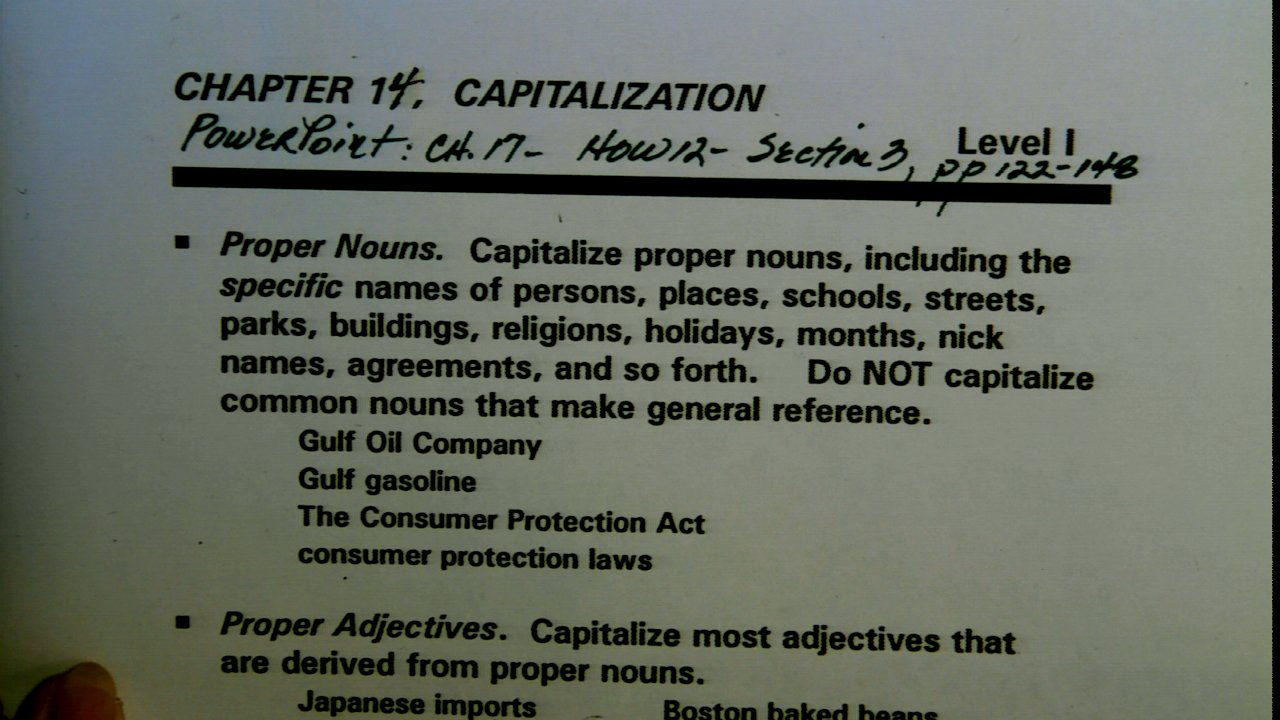 CHAPTER 14, CAPITALIZATION
PowerPoint: CH. 17- HOW12- Section 3, pp 122-148
Level I
▪ Proper Nouns. Capitalize proper nouns, including the
specific names of persons, places, schools, streets,
parks, buildings, religions, holidays, months, nick
names, agreements, and so forth. Do NOT capitalize
common nouns that make general reference.
Gulf Oil Company
Gulf gasoline
The Consumer Protection Act
consumer protection laws
▪ Proper Adjectives. Capitalize most adjectives that
are derived from proper nouns.
Japanese imports Boston baked beans